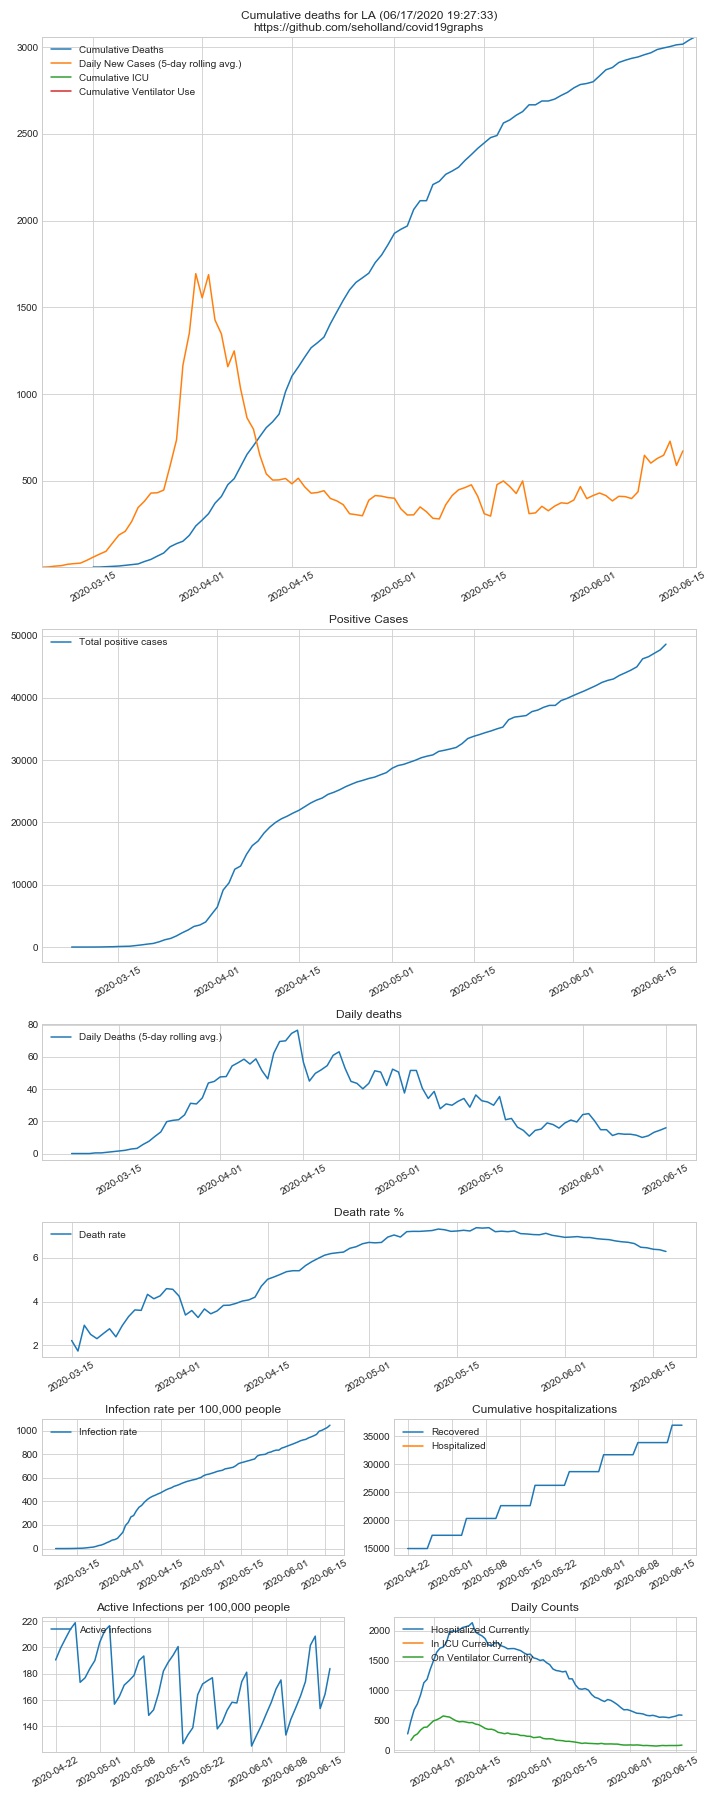 Cumulative deaths for LA (06/17/2020 19:27:33)
https://github.com/seholland/covid19graphs
Cumulative Deaths
Daily New Cases (5-day rolling avg.)
Cumulative ICU
Cumulative Ventilator Use
3000
2500
2000
1500
1000
500
2020-03-15 2020-04-01 2020-04-15 2020-05-01 2020-05-15 2020-06-01 2020-06-15
Positive Cases
Total positive cases
50000
40000
30000
20000
10000
0
2020-03-15 2020-04-01 2020-04-15 2020-05-01 2020-05-15 2020-06-01 2020-06-15
Daily deaths
Daily Deaths (5-day rolling avg.)
80
60
40
20
0
2020-03-15 2020-04-01 2020-04-15 2020-05-01 2020-05-15 2020-06-01 2020-06-15
Death rate %
Death rate
6
4
2
2020-03-15 2020-04-01 2020-04-15 2020-05-01 2020-05-15 2020-06-01 2020-06-15
Infection rate per 100,000 people
Infection rate
1000
800
600
400
200
0
2020-03-15 2020-04-01 2020-04-15 2020-05-01 2020-05-15 2020-06-01 2020-06-15
Cumulative hospitalizations
Recovered
Hospitalized
35000
30000
25000
20000
15000
2020-04-22 2020-05-01 2020-05-08 2020-05-15 2020-05-22 2020-06-01 2020-06-08 2020-06-15
Active Infections per 100,000 people
Active Infections
220
200
180
160
140
2020-04-22 2020-05-01 2020-05-08 2020-05-15 2020-05-22 2020-06-01 2020-06-08 2020-06-15
Daily Counts
Hospitalized Currently
In ICU Currently
On Ventilator Currently
2000
1500
1000
500
0
2020-04-01 2020-04-15 2020-05-01 2020-05-15 2020-06-01 2020-06-15